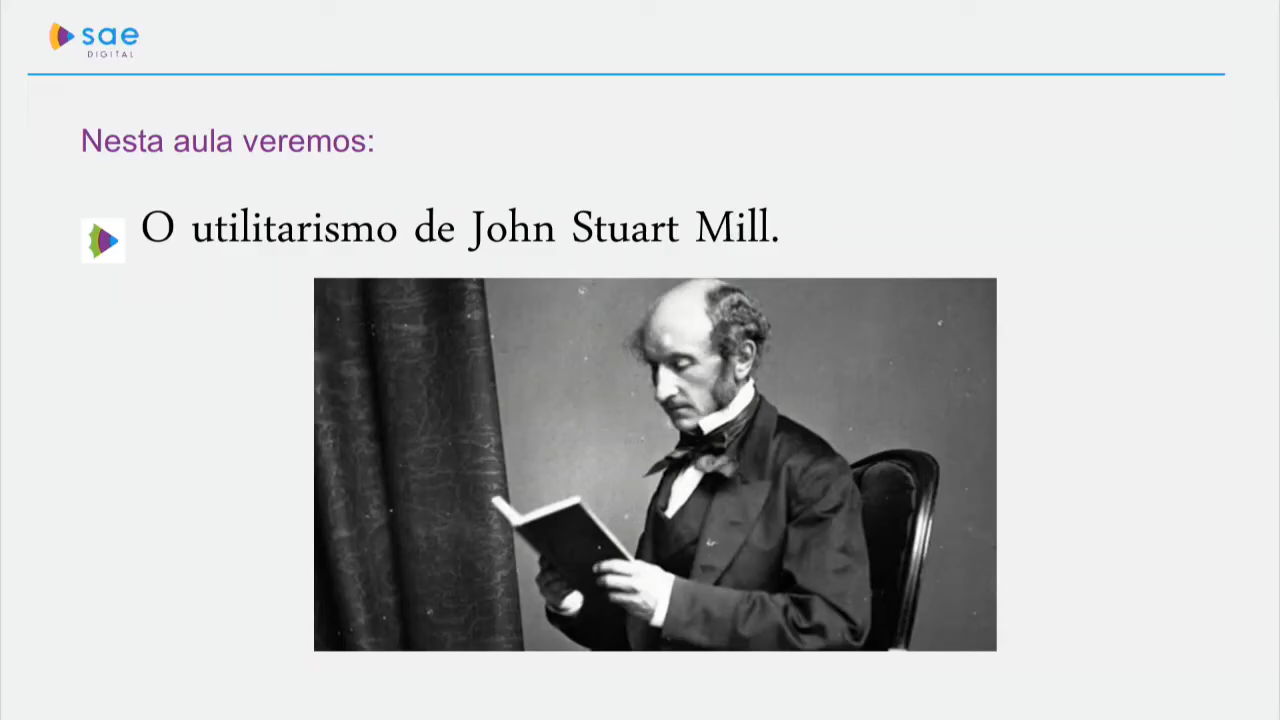 sae
DIGITAL
Nesta aula veremos:
O utilitarismo de John Stuart Mill.